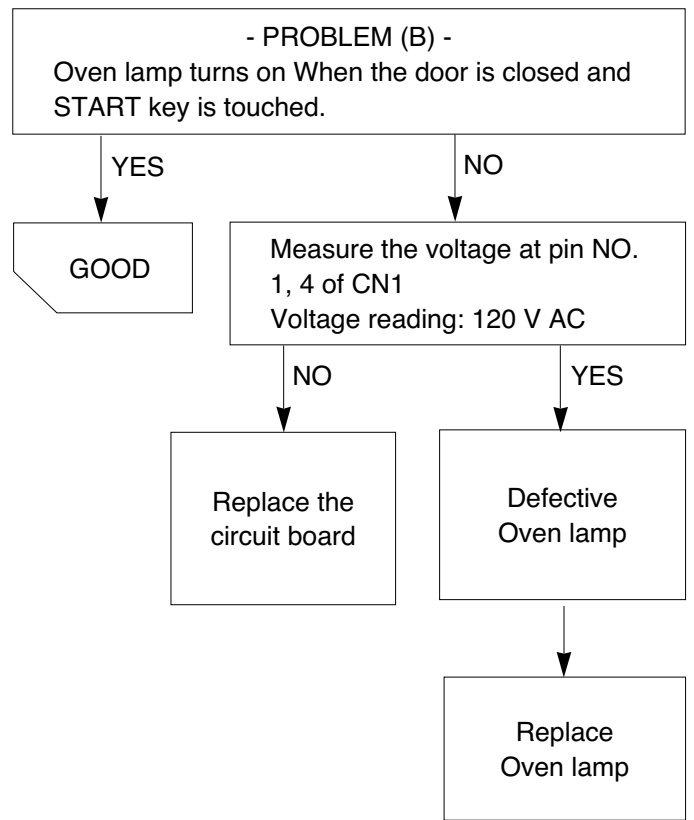 - PROBLEM (B) -
Oven lamp turns on When the door is closed and
START key is touched.
YES
NO
GOOD
Measure the voltage at pin NO.
1, 4 of CN1
Voltage reading: 120 V AC
NO
YES
Replace the
circuit board
Defective
Oven lamp
Replace
Oven lamp